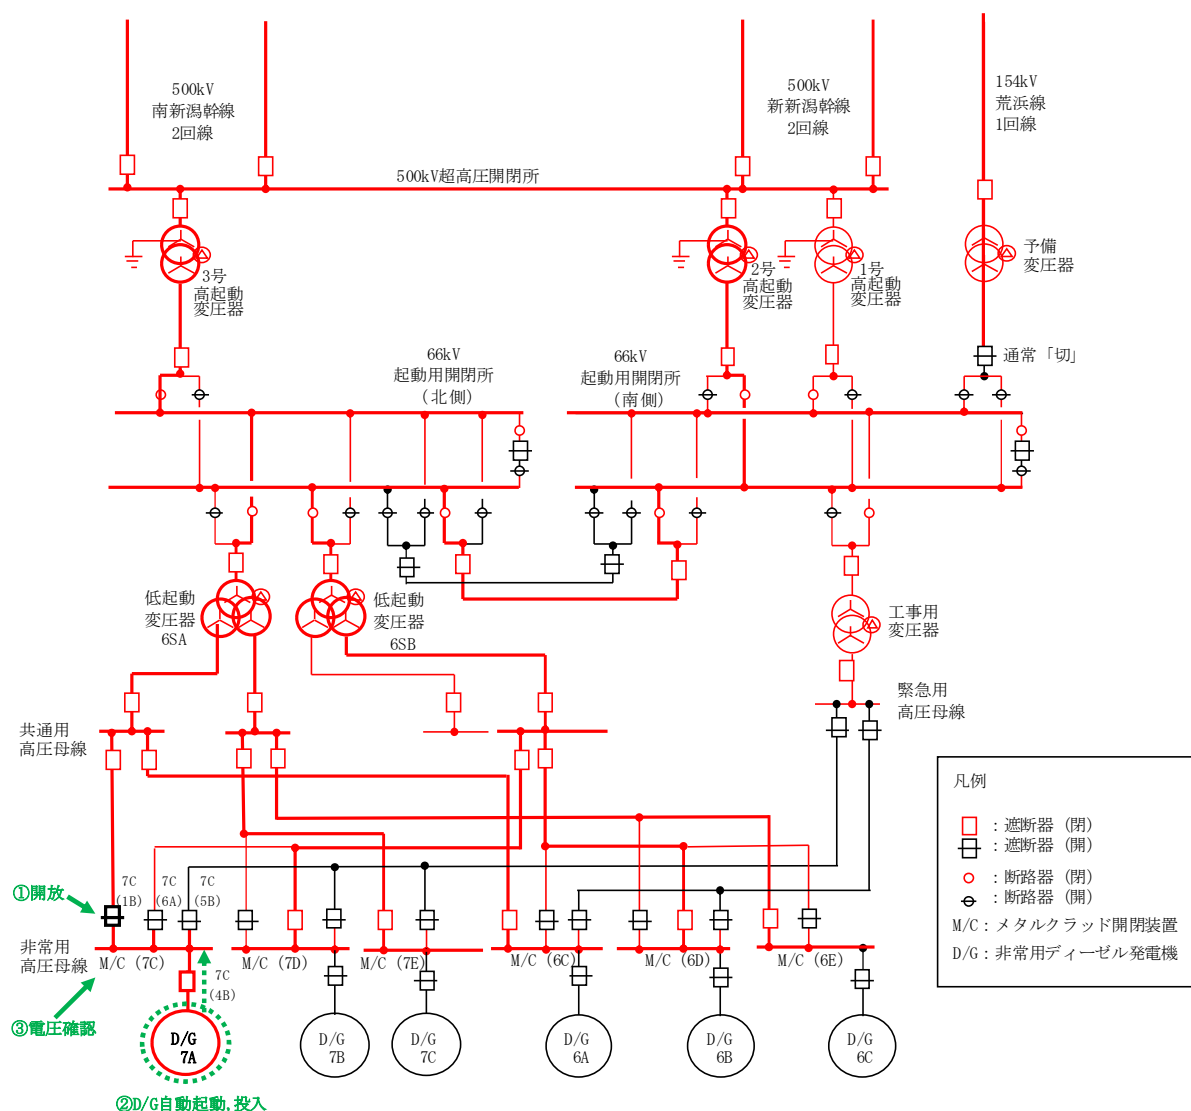 500kV
南新潟幹線
2回線
500kV
新新潟幹線
2回線
154kV
荒浜線
1回線
500kV超高圧開閉所
3号
高起動
変圧器
2号
高起動
変圧器
1号
高起動
変圧器
予備
変圧器
通常「切」
66kV
起動用開閉所
(北側)
66kV
起動用開閉所
(南側)
低起動
変圧器
6SA
低起動
変圧器
6SB
工事用
変圧器
緊急用
高圧母線
共通用
高圧母線
凡例
：遮断器（閉）
：遮断器（開）
：断路器（閉）
：断路器（開）
M/C：メタルクラッド開閉装置
D/G：非常用ディーゼル発電機
①開放
7C
(1B)
7C
(6A)
7C
(5B)
非常用
高圧母線
M/C (7C)
M/C (7D)
M/C (7E)
M/C (6C)
M/C (6D)
M/C (6E)
7C
(4B)
③電圧確認
D/G
7A
D/G
7B
D/G
7C
D/G
6A
D/G
6B
D/G
6C
②D/G自動起動,投入